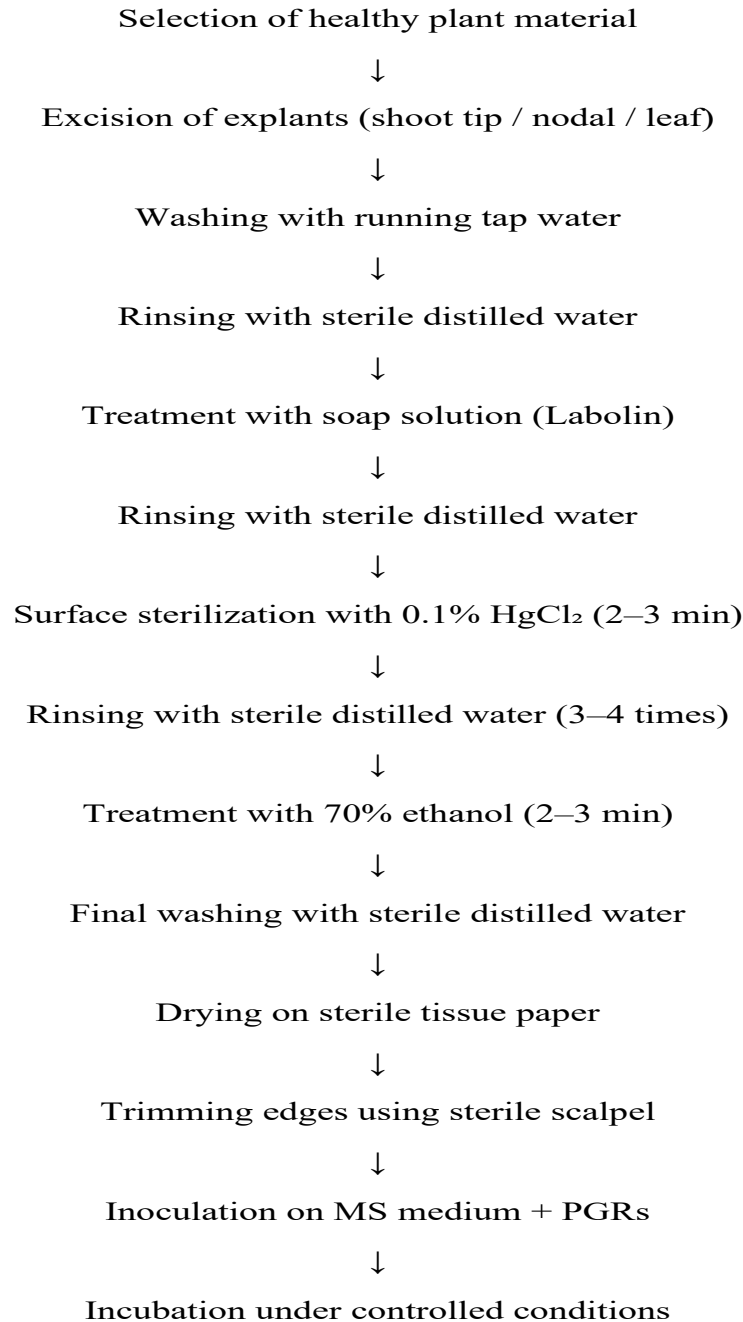 Selection of healthy plant material
↓
Excision of explants (shoot tip / nodal / leaf)
↓
Washing with running tap water
↓
Rinsing with sterile distilled water
↓
Treatment with soap solution (Labolin)
↓
Rinsing with sterile distilled water
↓
Surface sterilization with 0.1% HgCl₂ (2–3 min)
↓
Rinsing with sterile distilled water (3–4 times)
↓
Treatment with 70% ethanol (2–3 min)
↓
Final washing with sterile distilled water
↓
Drying on sterile tissue paper
↓
Trimming edges using sterile scalpel
↓
Inoculation on MS medium + PGRs
↓
Incubation under controlled conditions